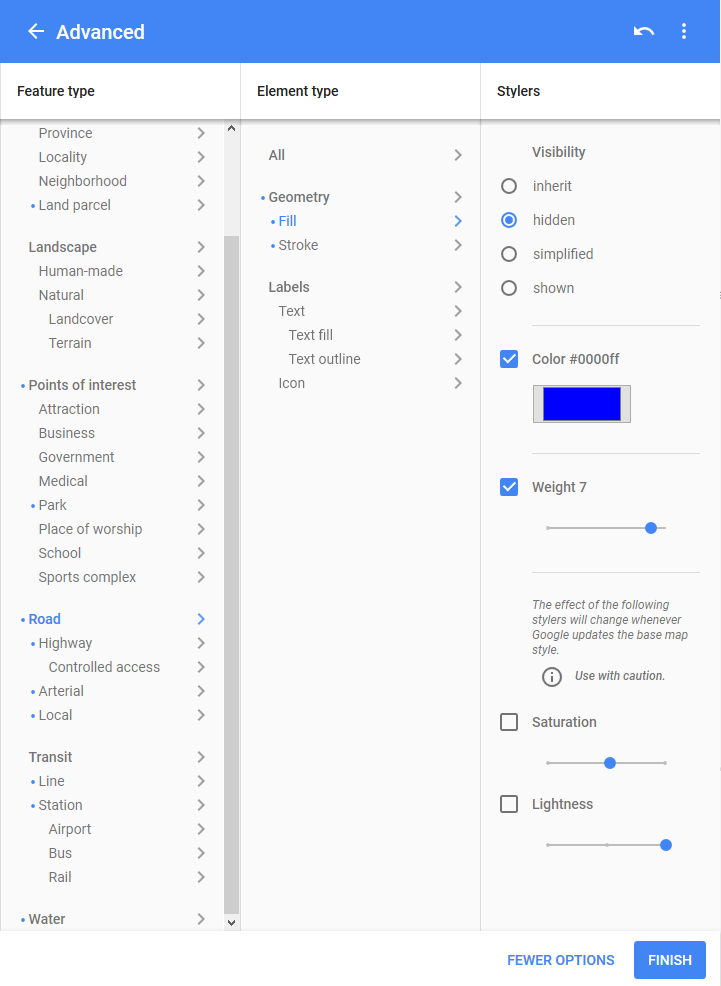 Advanced
Feature type
Element type
Stylers
Province
Locality
Neighborhood
Land parcel
Landscape
Human-made
Natural
Landcover
Terrain
Points of interest
Attraction
Business
Government
Medical
Park
Place of worship
School
Sports complex
Road
Highway
Controlled access
Arterial
Local
Transit
Line
Station
Airport
Bus
Rail
Water
All
Geometry
Fill
Stroke
Labels
Text
Text fill
Text outline
Icon
Visibility
inherit
hidden
simplified
shown
Color #0000ff
Weight 7
The effect of the following
stylers will change whenever
Google updates the base map
style.
Use with caution.
Saturation
Lightness
FEWER OPTIONS
FINISH